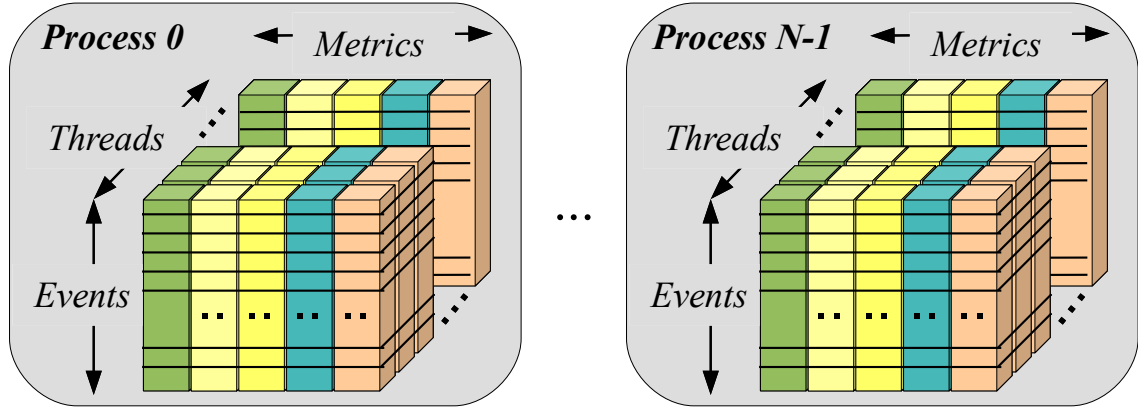 Process 0
Metrics
Threads
Events
...
Process N-1
Metrics
Threads
Events